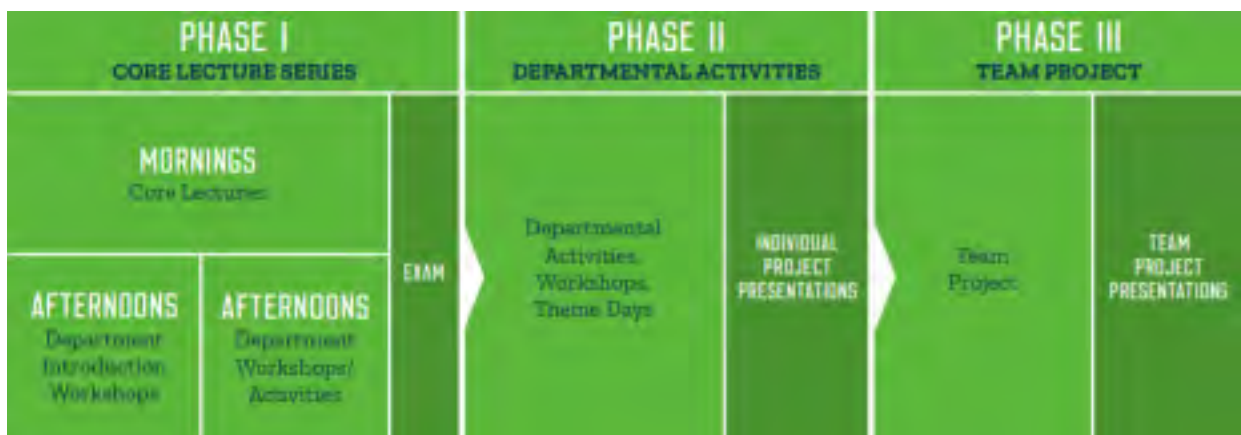 PHASE I
CORE LECTURE SERIES
MORNINGS
Core Lectures
AFTERNOONS
Department
Introduction
Workshops
AFTERNOONS
Department
Workshops/
Activities
EXAM
PHASE II
DEPARTMENTAL ACTIVITIES
Departmental
Activities,
Workshops,
Theme Days
INDIVIDUAL
PROJECT
PRESENTATIONS
PHASE III
TEAM PROJECT
Team
Project
TEAM
PROJECT
PRESENTATIONS